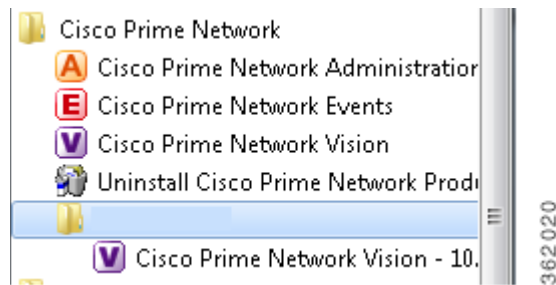 Cisco Prime Network
A Cisco Prime Network Administration
E Cisco Prime Network Events
V Cisco Prime Network Vision
Uninstall Cisco Prime Network Produ
V Cisco Prime Network Vision - 10.
362020